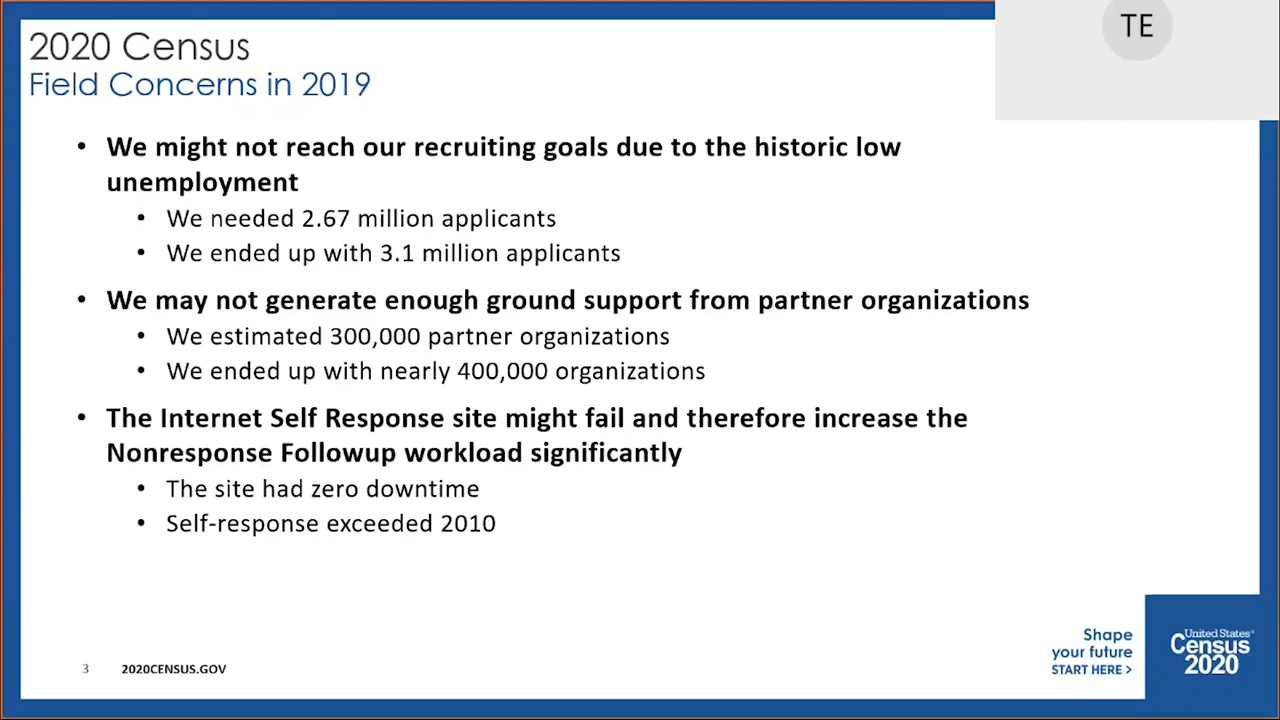 2020 Census
Field Concerns in 2019
TE
• We might not reach our recruiting goals due to the historic low
unemployment
• We needed 2.67 million applicants
• We ended up with 3.1 million applicants
• We may not generate enough ground support from partner organizations
• We estimated 300,000 partner organizations
• We ended up with nearly 400,000 organizations
• The Internet Self Response site might fail and therefore increase the
Nonresponse Followup workload significantly
• The site had zero downtime
• Self-response exceeded 2010
3 2020CENSUS.GOV
Shape
your future
START HERE >
United States®
Census
2020